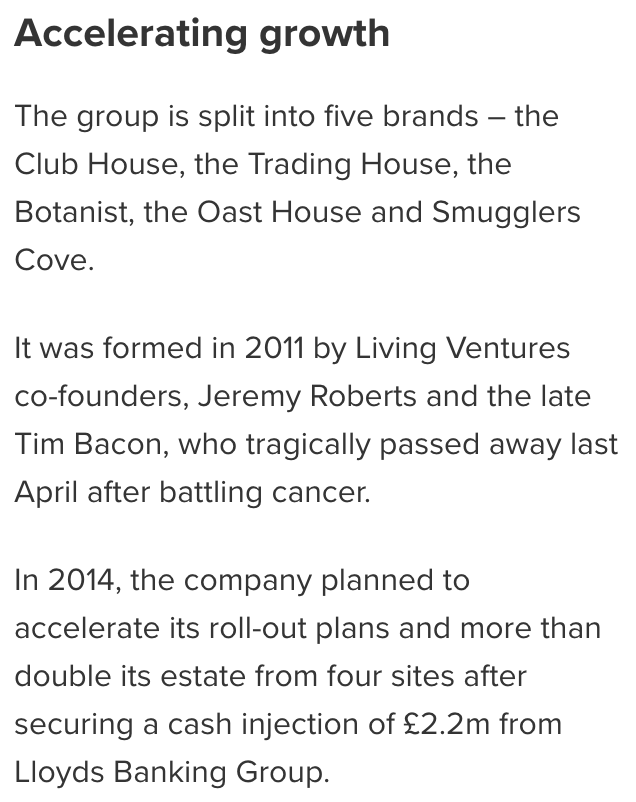 Accelerating growth
The group is split into five brands – the
Club House, the Trading House, the
Botanist, the Oast House and Smugglers
Cove.
It was formed in 2011 by Living Ventures
co-founders, Jeremy Roberts and the late
Tim Bacon, who tragically passed away last
April after battling cancer.
In 2014, the company planned to
accelerate its roll-out plans and more than
double its estate from four sites after
securing a cash injection of £2.2m from
Lloyds Banking Group.